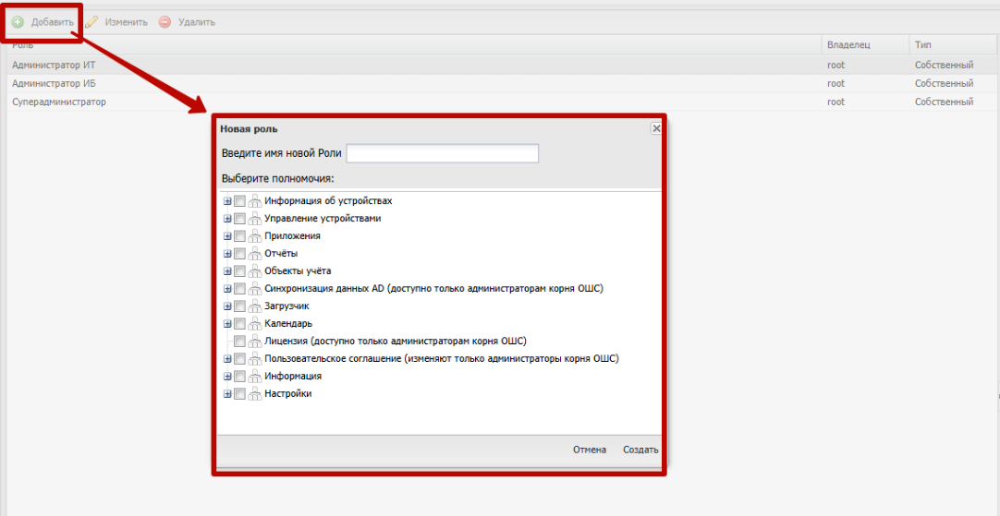 Добавить Изменить Удалить
Роль Владелец Тип
Администратор ИТ root Собственный
Администратор ИБ root Собственный
Суперадминистратор root Собственный
Новая роль
Введите имя новой Роли
Выберите полномочия:
Информация об устройствах
Управление устройствами
Приложения
Отчёты
Объекты учёта
Синхронизация данных AD (доступно только администраторам корня ОШС)
Загрузчик
Календарь
Лицензия (доступно только администраторам корня ОШС)
Пользовательское соглашение (изменяют только администраторы корня ОШС)
Информация
Настройки
Отмена Создать